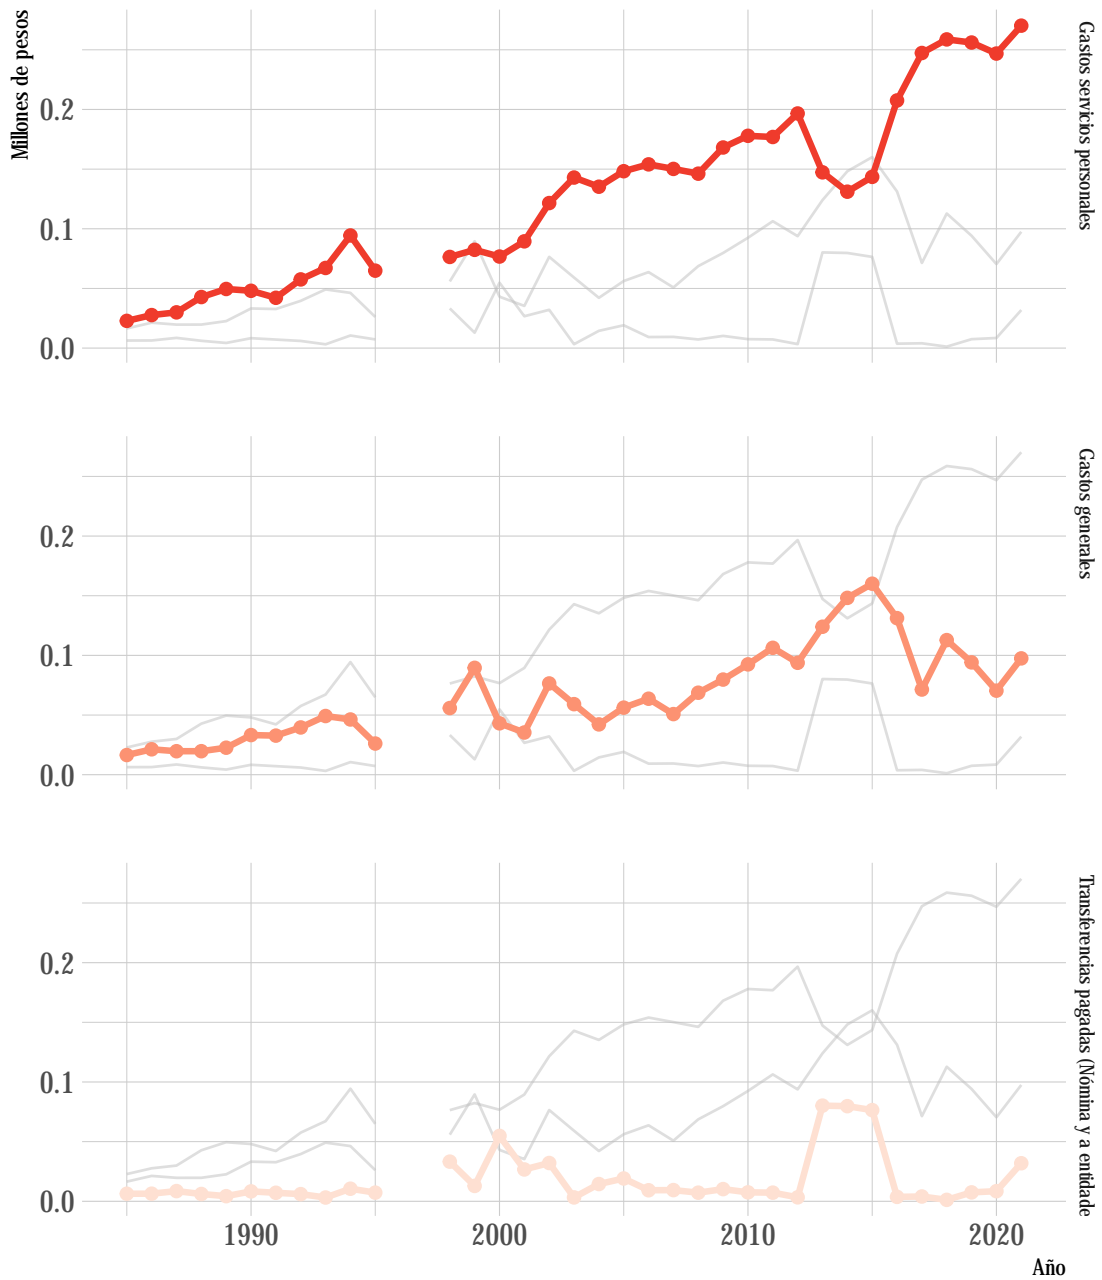 Millones de pesos
0.2
0.1
0.0
Gastos servicios personales
0.2
0.1
0.0
Gastos generales
0.2
0.1
0.0
Transferencias pagadas (Nómina y a entidade
1990
2000
2010
2020
Año